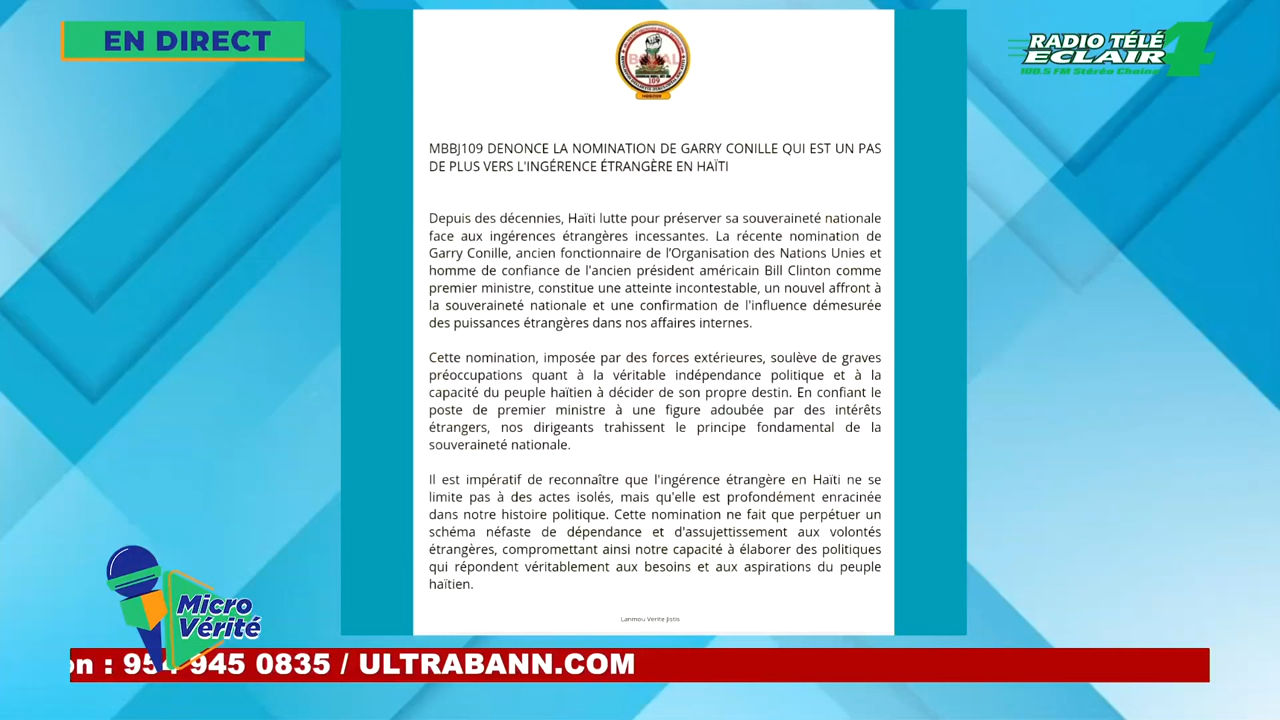 EN DIRECT
RADIO TÉLÉ
ECLAIR
4
100.5 FM Stéréo Chaine
109
MBBJ109 DENONCE LA NOMINATION DE GARRY CONILLE QUI EST UN PAS
DE PLUS VERS L'INGÉRENCE ÉTRANGÈRE EN HAÏTI
Depuis des décennies, Haïti lutte pour préserver sa souveraineté nationale
face aux ingérences étrangères incessantes. La récente nomination de
Garry Conille, ancien fonctionnaire de l'Organisation des Nations Unies et
homme de confiance de l'ancien président américain Bill Clinton comme
premier ministre, constitue une atteinte incontestable, un nouvel affront à
la souveraineté nationale et une confirmation de l'influence démesurée
des puissances étrangères dans nos affaires internes.
Cette nomination, imposée par des forces extérieures, soulève de graves
préoccupations quant à la véritable indépendance politique et à la
capacité du peuple haïtien à décider de son propre destin. En confiant le
poste de premier ministre à une figure adoubée par des intérêts
étrangers, nos dirigeants trahissent le principe fondamental de la
souveraineté nationale.
Il est impératif de reconnaître que l'ingérence étrangère en Haïti ne se
limite pas à des actes isolés, mais qu'elle est profondément enracinée
dans notre histoire politique. Cette nomination ne fait que perpétuer un
schéma néfaste de dépendance et d'assujettissement aux volontés
étrangères, compromettant ainsi notre capacité à élaborer des politiques
qui répondent véritablement aux besoins et aux aspirations du peuple
haïtien.
Lanmou Verite Jistis
Micro
Vérité
on : 954 945 0835 / ULTRABANN.COM